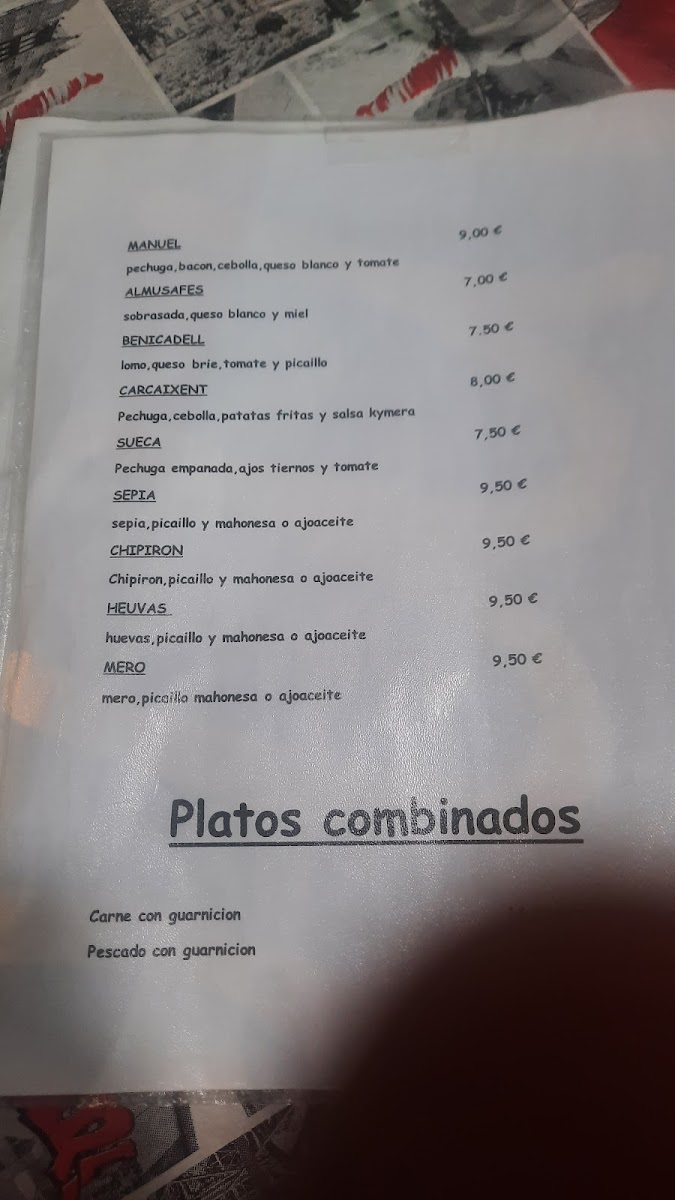 MANUEL 9,00 €
pechuga,bacon,cebolla,queso blanco y tomate
ALMUSAFES 7,00 €
sobrasada,queso blanco y miel
BENICADELL 7.50 €
lomo,queso brie,tomate y picaillo
CARCAIXENT 8,00 €
Pechuga,cebolla,patatas fritas y salsa kymera
SUECA 7,50 €
Pechuga empanada,ajos tiernos y tomate
SEPIA 9,50 €
sepia,picaillo y mahonesa o ajoaceite
CHIPIRON 9,50 €
Chipiron,picaillo y mahonesa o ajoaceite
HEUVAS 9,50 €
huevas,picaillo y mahonesa o ajoaceite
MERO 9,50 €
mero,picaillo mahonesa o ajoaceite
Platos combinados
Carne con guarnicion
Pescado con guarnicion